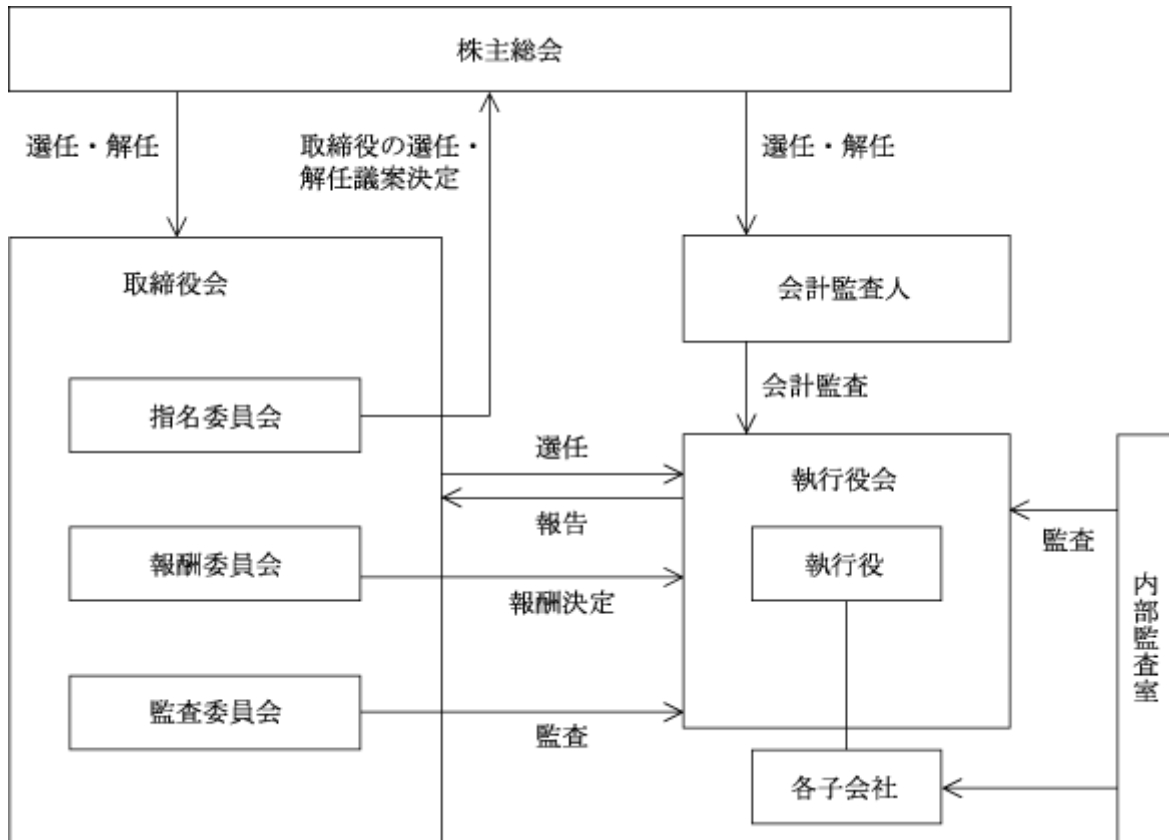 株主総会
選任・解任
取締役の選任・
解任議案決定
選任・解任
取締役会
会計監査人
指名委員会
会計監査
選任
執行役会
報告
監査
報酬委員会
執行役
報酬決定
内部監査室
監査委員会
監査
各子会社